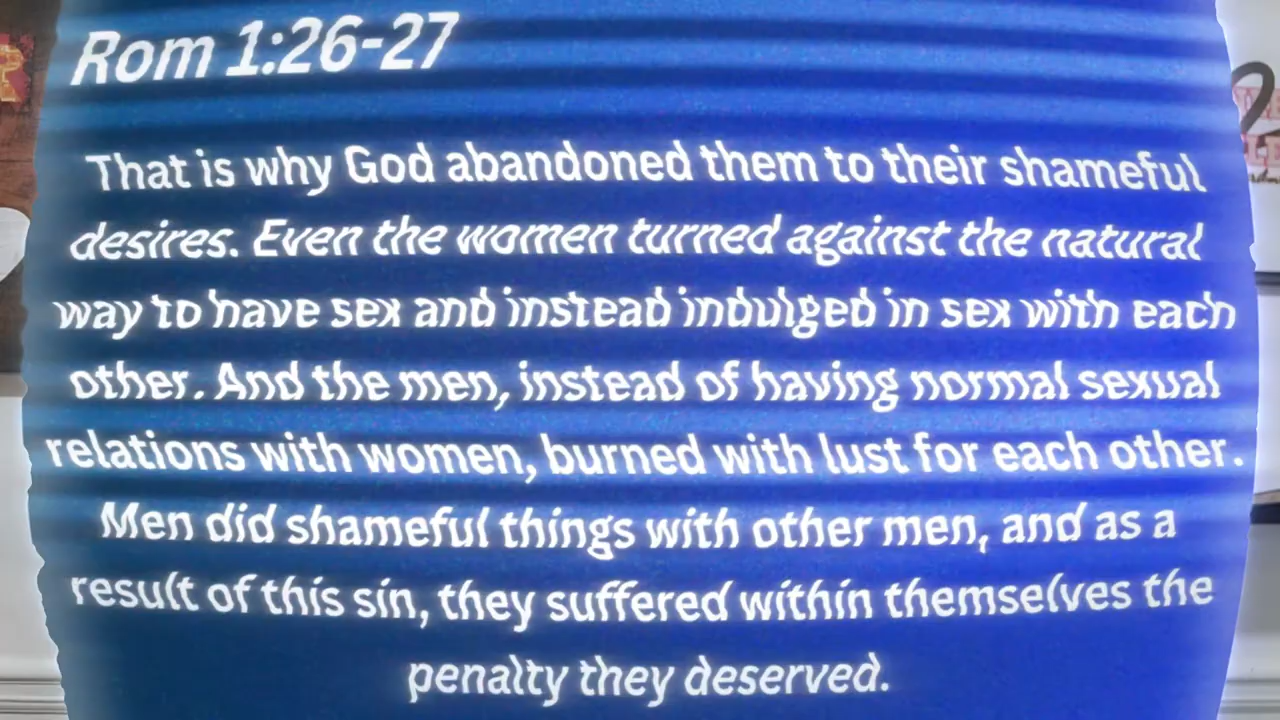 Rom 1:26-27
That is why God abandoned them to their shameful
desires. Even the women turned against the natural
way to have sex and instead indulged in sex with each
other. And the men, instead of having normal sexual
relations with women, burned with lust for each other.
Men did shameful things with other men, and as a
result of this sin, they suffered within themselves the
penalty they deserved.